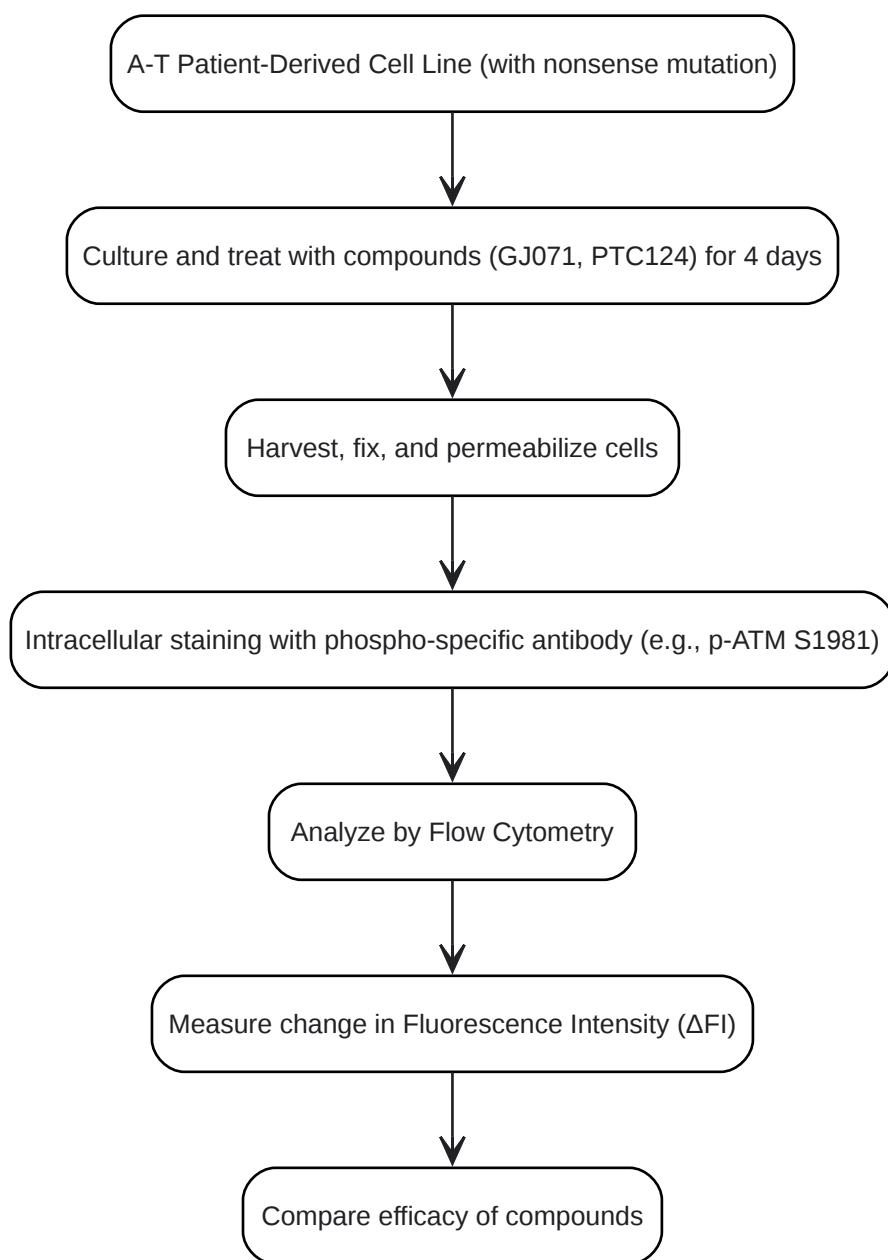 A-T Patient-Derived Cell Line (with nonsense mutation)
Culture and treat with compounds (GJ071, PTC124) for 4 days
Harvest, fix, and permeabilize cells
Intracellular staining with phospho-specific antibody (e.g., p-ATM S1981)
Analyze by Flow Cytometry
Measure change in Fluorescence Intensity (ΔFI)
Compare efficacy of compounds